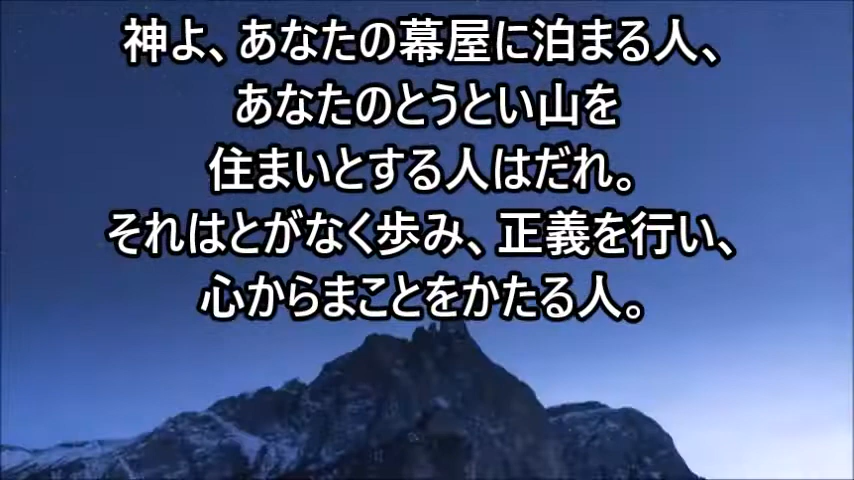 神よ、あなたの幕屋に泊まる人、
あなたのとうとい山を
住まいとする人はだれ。
それはとがなく歩み、正義を行い、
心からまことをかたる人。